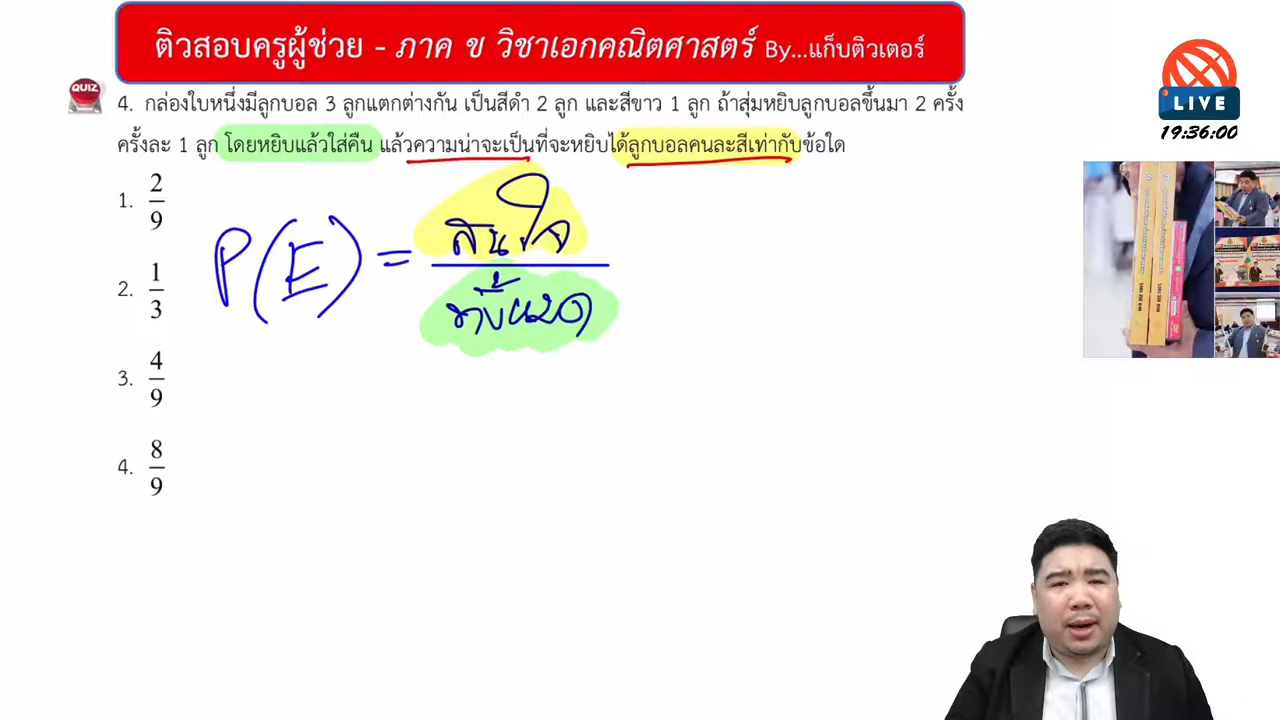 ติวสอบครูผู้ช่วย - ภาค ข วิชาเอกคณิตศาสตร์ By...แก็บติวเตอร์
QUIZ
4. กล่องใบหนึ่งมีลูกบอล 3 ลูกแตกต่างกัน เป็นสีดำ 2 ลูก และสีขาว 1 ลูก ถ้าสุ่มหยิบลูกบอลขึ้นมา 2 ครั้ง
ครั้งละ 1 ลูก โดยหยิบแล้วใส่คืน แล้วความน่าจะเป็นที่จะหยิบได้ลูกบอลคนละสีเท่ากับข้อใด
1. 2/9
2. 1/3
3. 4/9
4. 8/9
P(E) = สนใจ
ทั้งหมด
LIVE
19:36:00